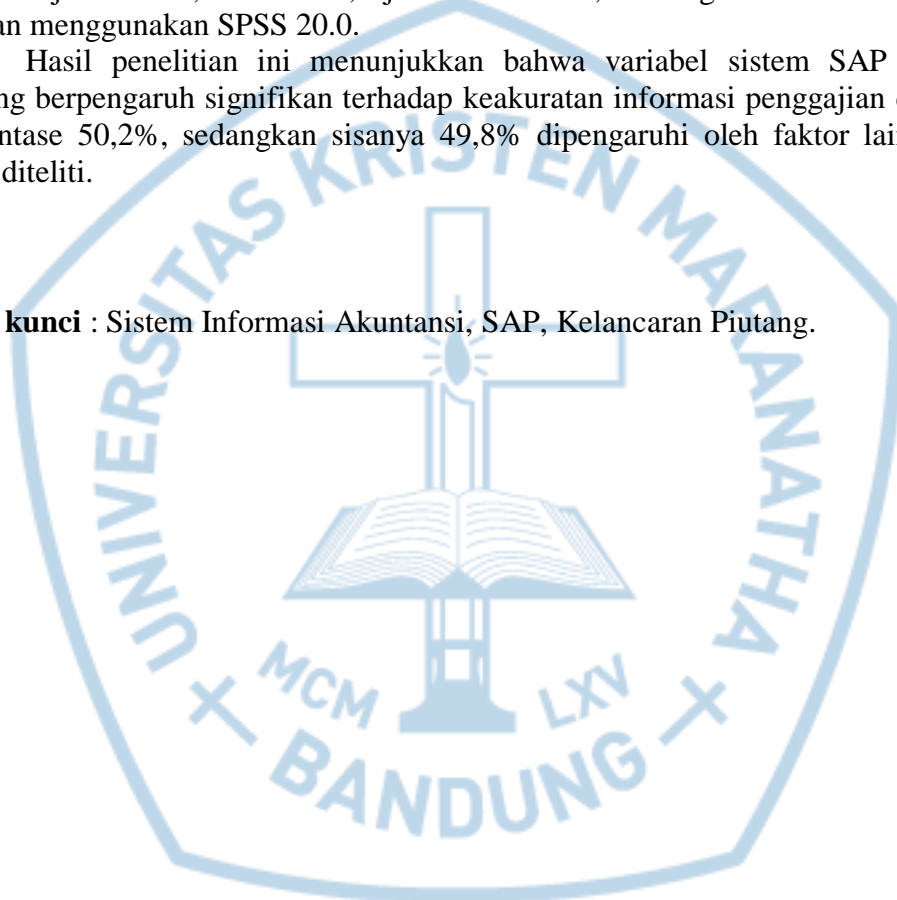 an menggunakan SPSS 20.0.
Hasil penelitian ini menunjukkan bahwa variabel sistem SAP
ng berpengaruh signifikan terhadap keakuratan informasi penggajian
ntase 50,2%, sedangkan sisanya 49,8% dipengaruhi oleh faktor lain
diteliti.
kunci : Sistem Informasi Akuntansi, SAP, Kelancaran Piutang.
UNIVERSITAS KRISTEN MARANATHA
MCM LXV
BANDUNG